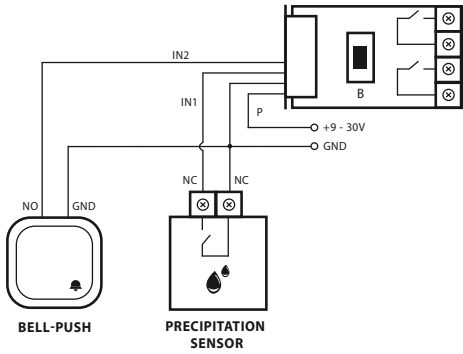 IN2
IN1
P
B
+9 - 30V
GND
NC NC
NO GND
BELL-PUSH
PRECIPITATION
SENSOR